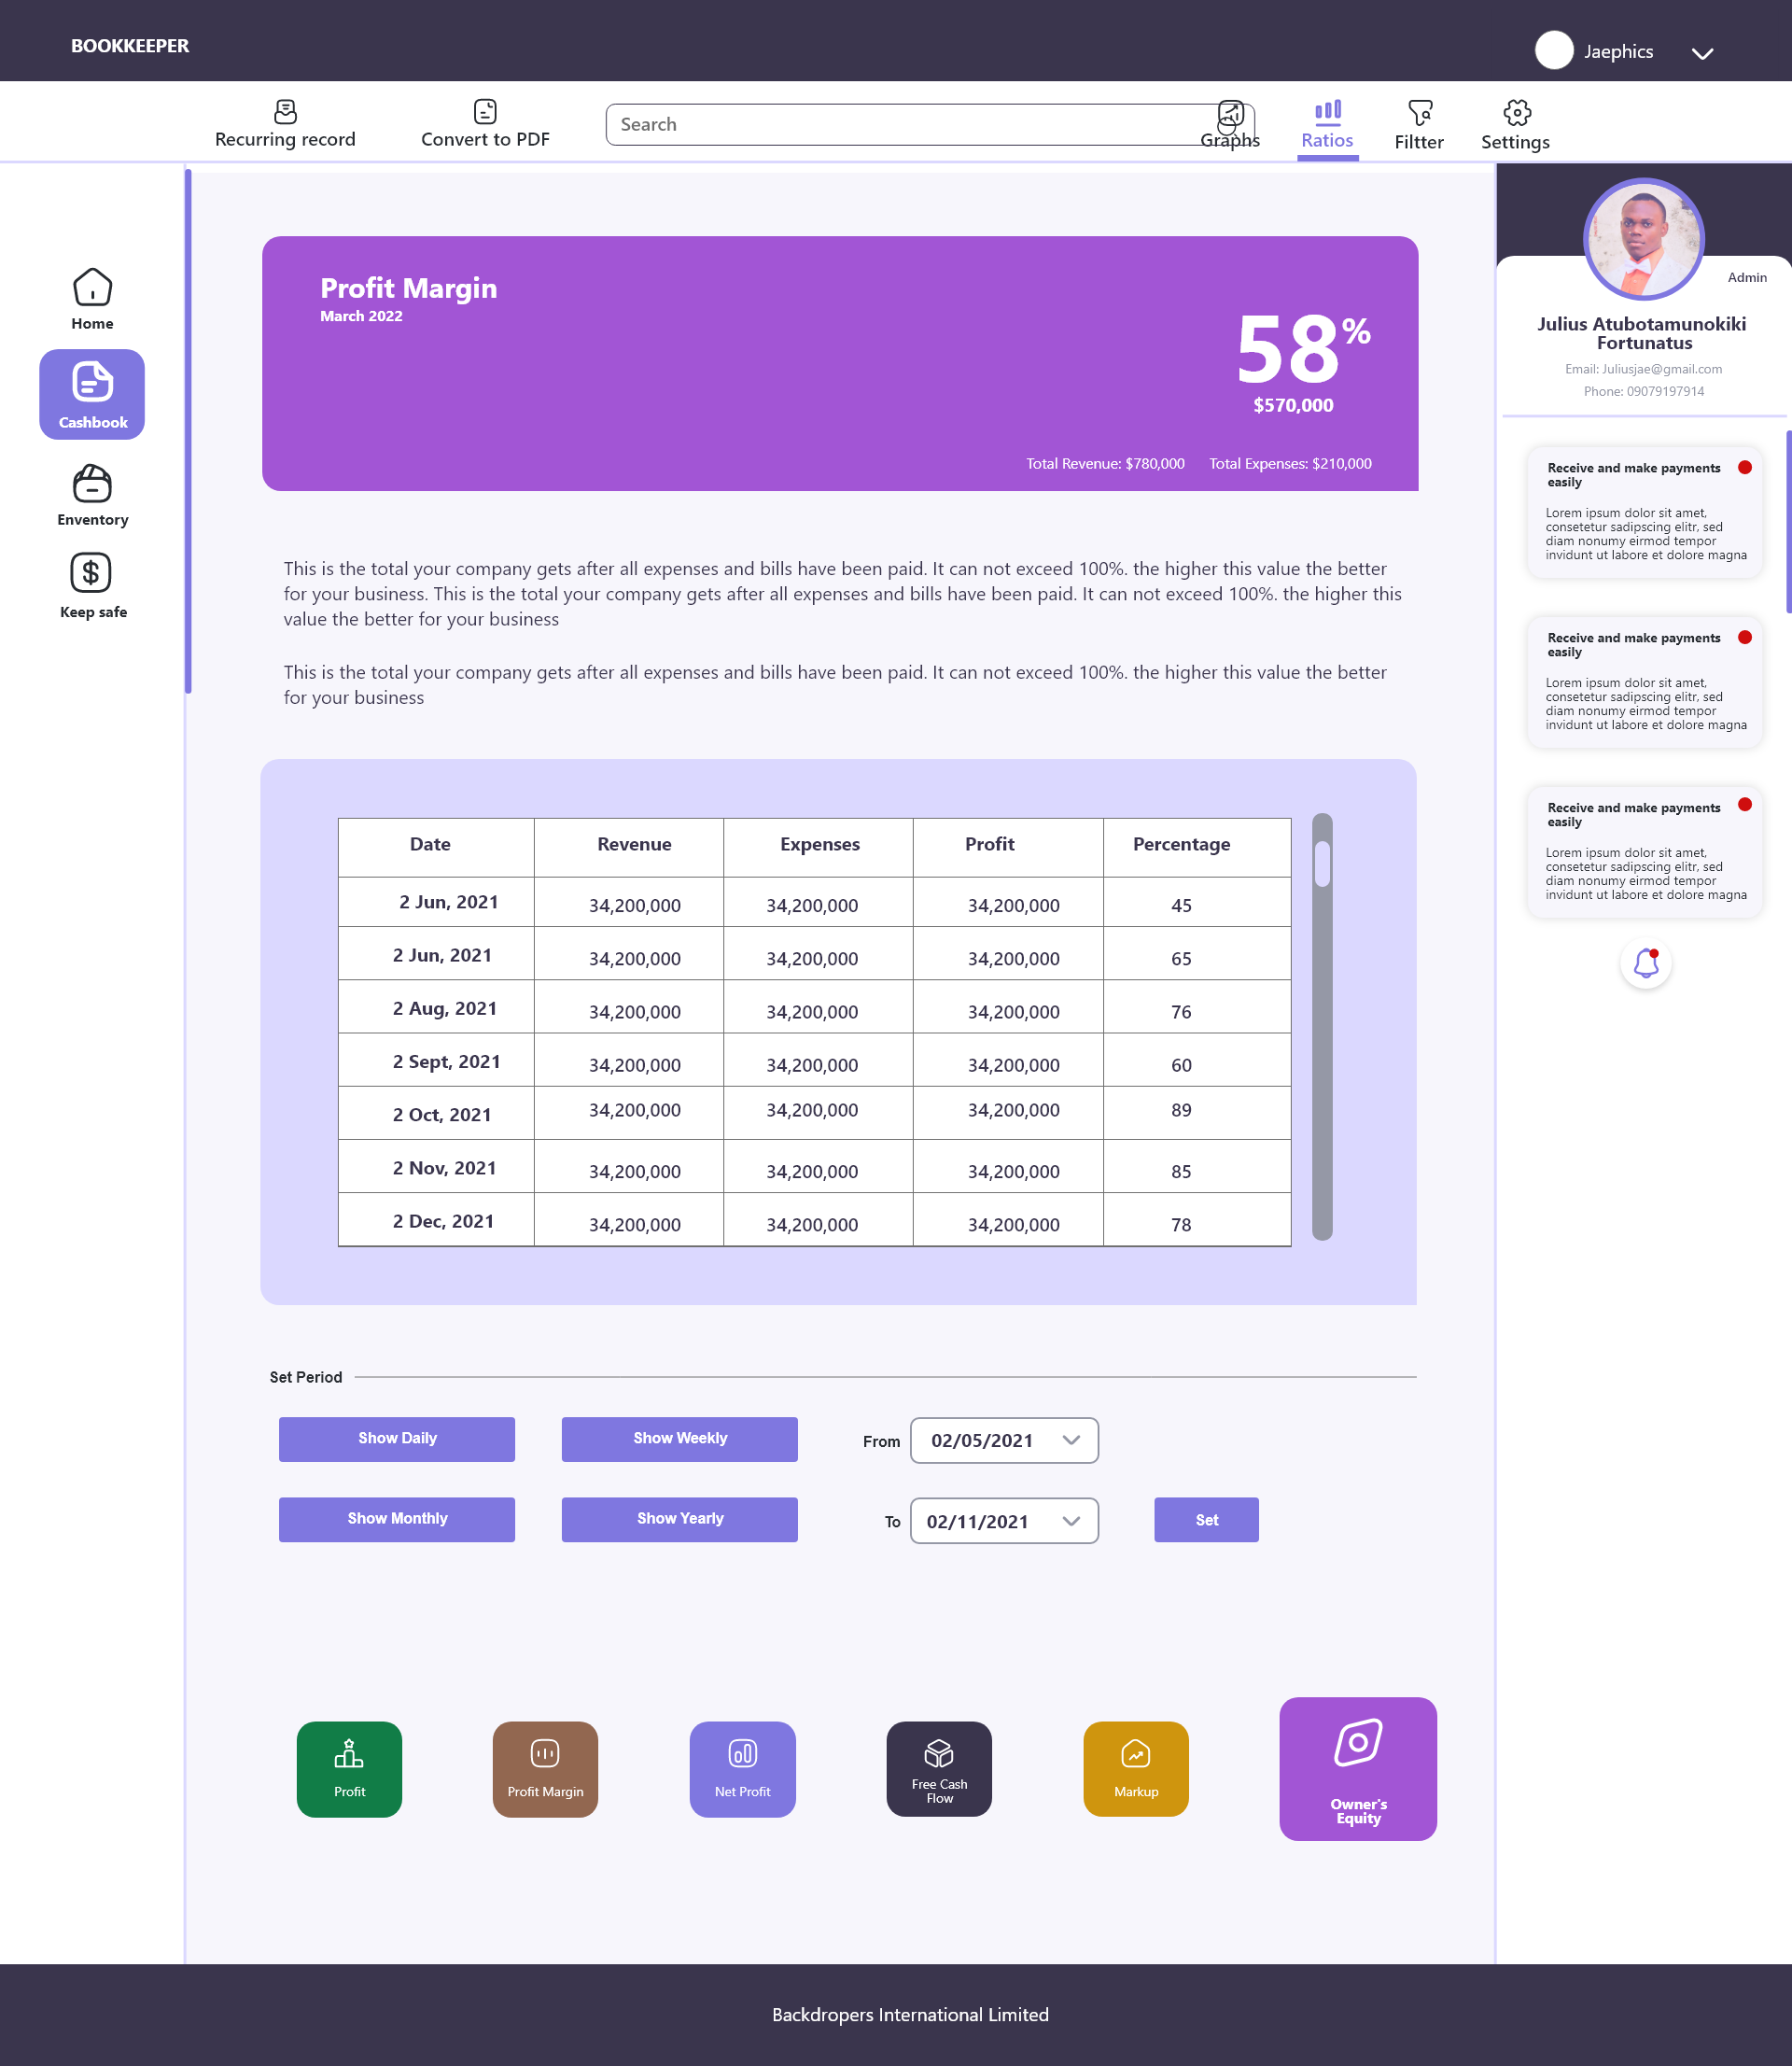 BOOKKEEPER
Jaephics
Recurring record
Convert to PDF
Search
Graphs
Ratios
Filtter
Settings
Home
Cashbook
Enventory
Keep safe
Profit Margin
March 2022
58%
$570,000
Total Revenue: $780,000 Total Expenses: $210,000
This is the total your company gets after all expenses and bills have been paid. It can not exceed 100%. the higher this value the better
for your business. This is the total your company gets after all expenses and bills have been paid. It can not exceed 100%. the higher this
value the better for your business
This is the total your company gets after all expenses and bills have been paid. It can not exceed 100%. the higher this value the better
for your business
Date Revenue Expenses Profit Percentage
2 Jun, 2021 34,200,000 34,200,000 34,200,000 45
2 Jun, 2021 34,200,000 34,200,000 34,200,000 65
2 Aug, 2021 34,200,000 34,200,000 34,200,000 76
2 Sept, 2021 34,200,000 34,200,000 34,200,000 60
2 Oct, 2021 34,200,000 34,200,000 34,200,000 89
2 Nov, 2021 34,200,000 34,200,000 34,200,000 85
2 Dec, 2021 34,200,000 34,200,000 34,200,000 78
Set Period
Show Daily
Show Weekly
From 02/05/2021
Show Monthly
Show Yearly
To 02/11/2021
Set
Profit
Profit Margin
Net Profit
Free Cash
Flow
Markup
Owner's
Equity
Admin
Julius Atubotamunokiki
Fortunatus
Email: Juliusjae@gmail.com
Phone: 09079197914
Receive and make payments
easily
Lorem ipsum dolor sit amet,
consetetur sadipscing elitr, sed
diam nonumy eirmod tempor
invidunt ut labore et dolore magna
Receive and make payments
easily
Lorem ipsum dolor sit amet,
consetetur sadipscing elitr, sed
diam nonumy eirmod tempor
invidunt ut labore et dolore magna
Receive and make payments
easily
Lorem ipsum dolor sit amet,
consetetur sadipscing elitr, sed
diam nonumy eirmod tempor
invidunt ut labore et dolore magna
Backdropers International Limited